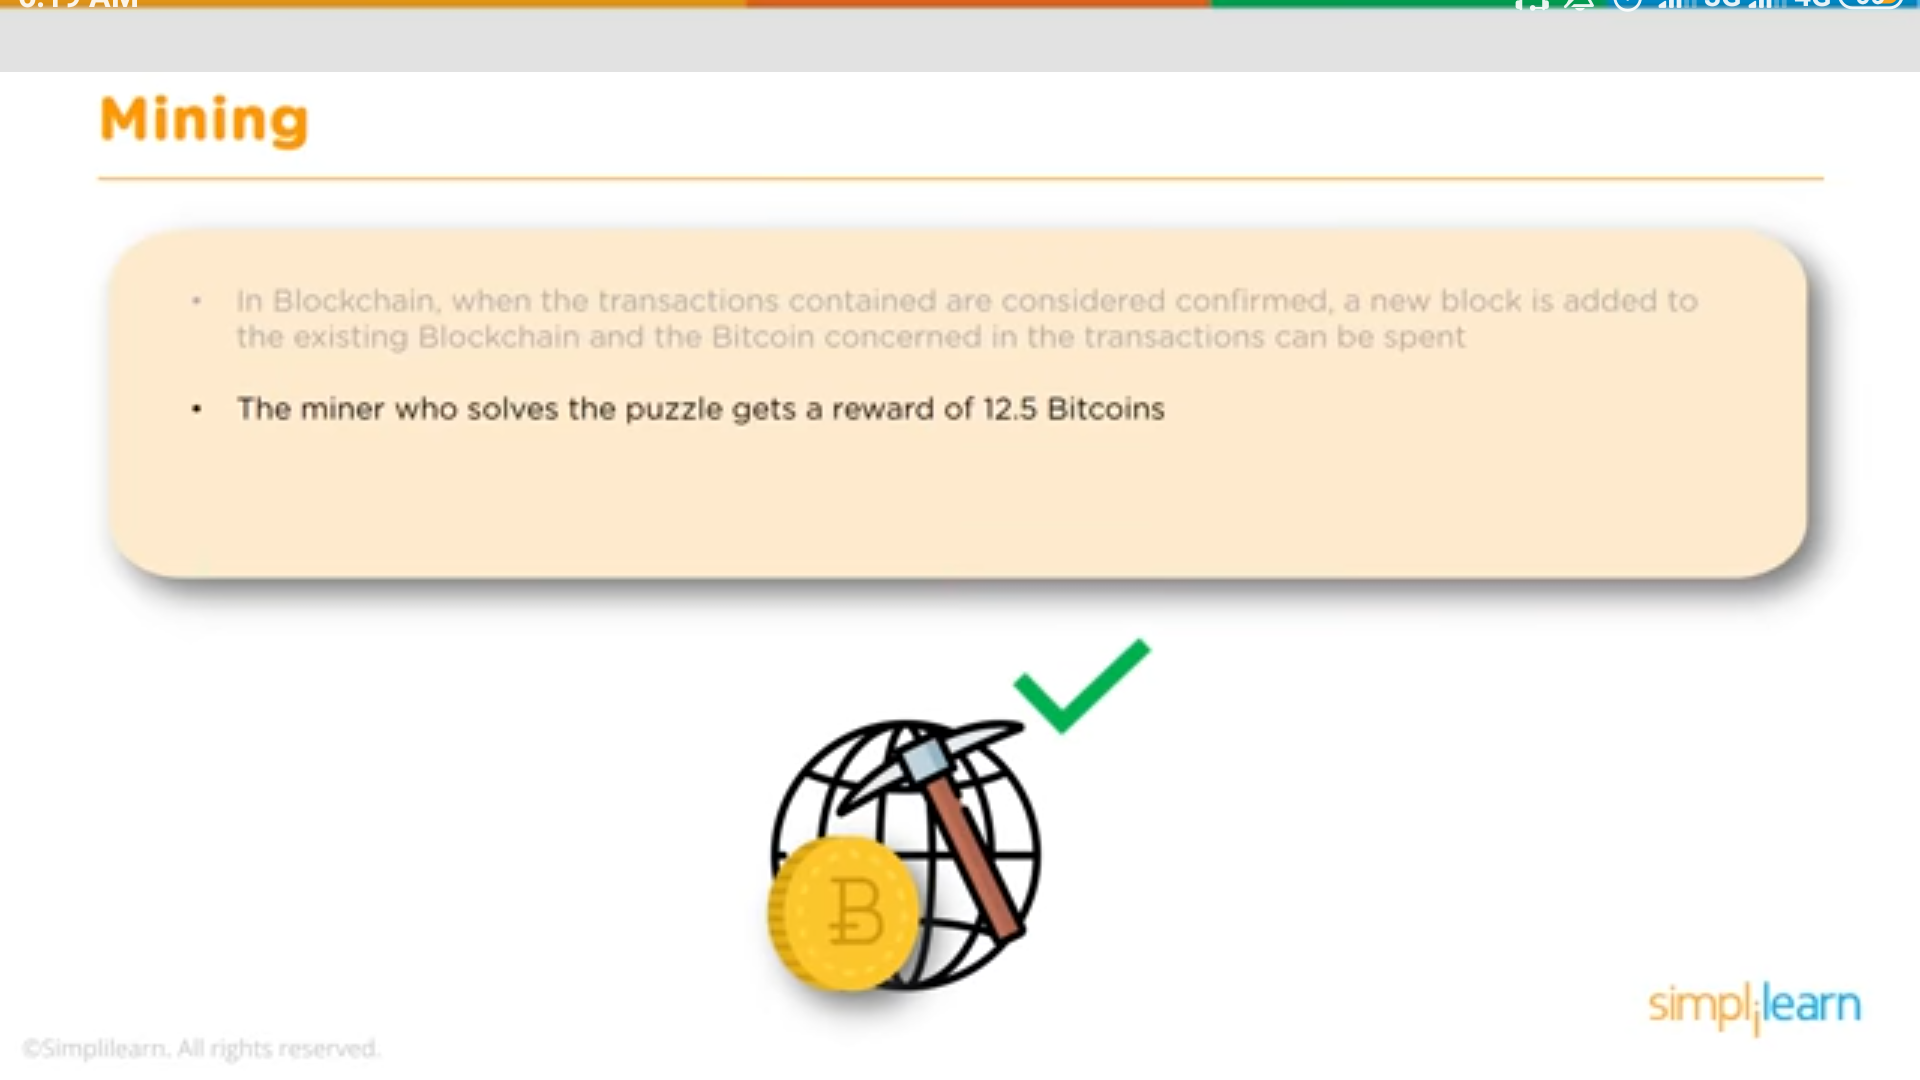 Mining
• In Blockchain, when the transactions contained are considered confirmed, a new block is added to
the existing Blockchain and the Bitcoin concerned in the transactions can be spent
• The miner who solves the puzzle gets a reward of 12.5 Bitcoins
simplilearn
©Simplilearn. All rights reserved.